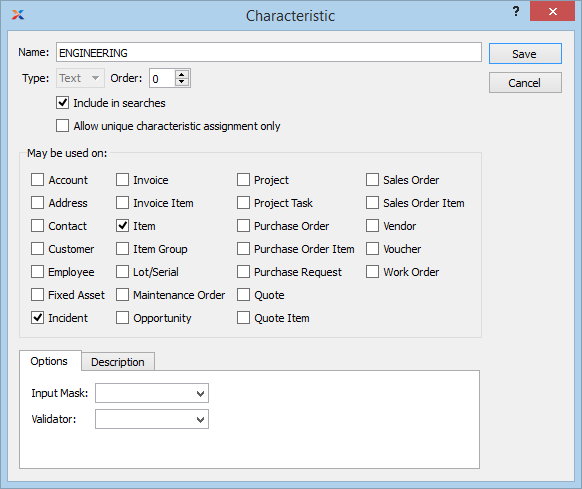 Characteristic
?
Name: ENGINEERING Save
Type: Text Order: 0 Cancel
Include in searches
Allow unique characteristic assignment only
May be used on:
Account Invoice Project Sales Order
Address Invoice Item Project Task Sales Order Item
Contact Item Purchase Order Vendor
Customer Item Group Purchase Order Item Voucher
Employee Lot/Serial Purchase Request Work Order
Fixed Asset Maintenance Order Quote
Incident Opportunity Quote Item
Options Description
Input Mask:
Validator: